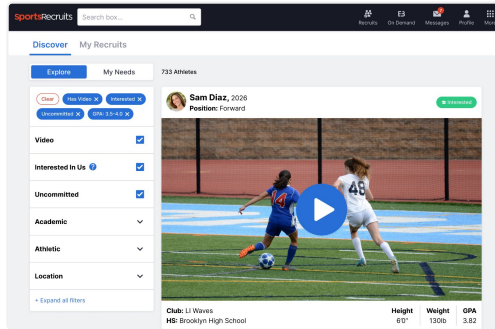 sportsRecruits
Search box...
Recruits
On Demand
Messages
Profile
Discover
My Recruits
Explore
My Needs
733 Athletes
Clear
Has Video X
Interested X
Uncommitted X
GPA: 3.5-4.0 X
Sam Diaz, 2026
Position: Forward
Interested
Video
Interested In Us ?
Uncommitted
Academic
Athletic
Location
+ Expand all filters
14
48
Club: LI Waves
HS: Brooklyn High School
Height
6'0"
Weight
130lb
GPA
3.82